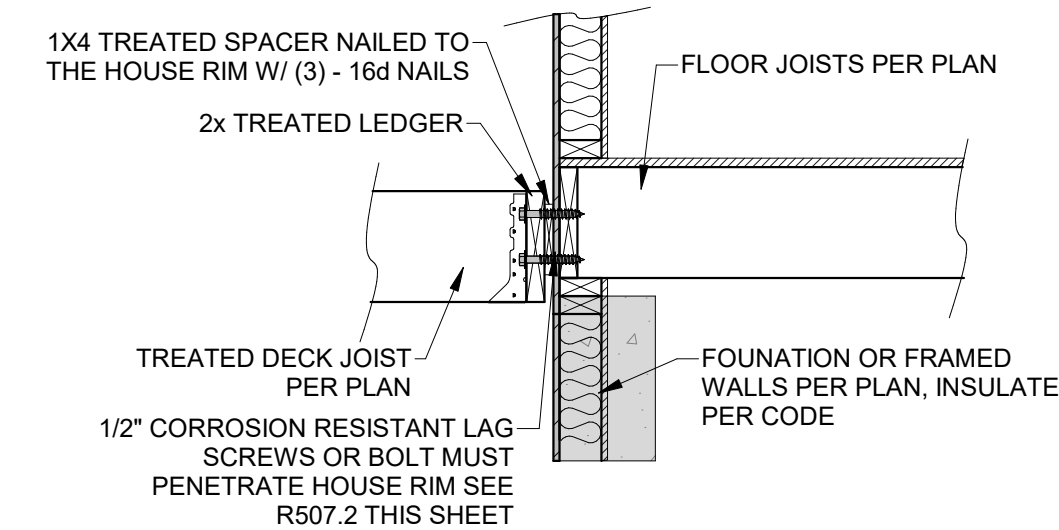 1X4 TREATED SPACER NAILED TO
THE HOUSE RIM W/ (3) - 16d NAILS
2x TREATED LEDGER
FLOOR JOISTS PER PLAN
TREATED DECK JOIST
PER PLAN
1/2" CORROSION RESISTANT LAG
SCREWS OR BOLT MUST
PENETRATE HOUSE RIM SEE
R507.2 THIS SHEET
FOUNATION OR FRAMED
WALLS PER PLAN, INSULATE
PER CODE